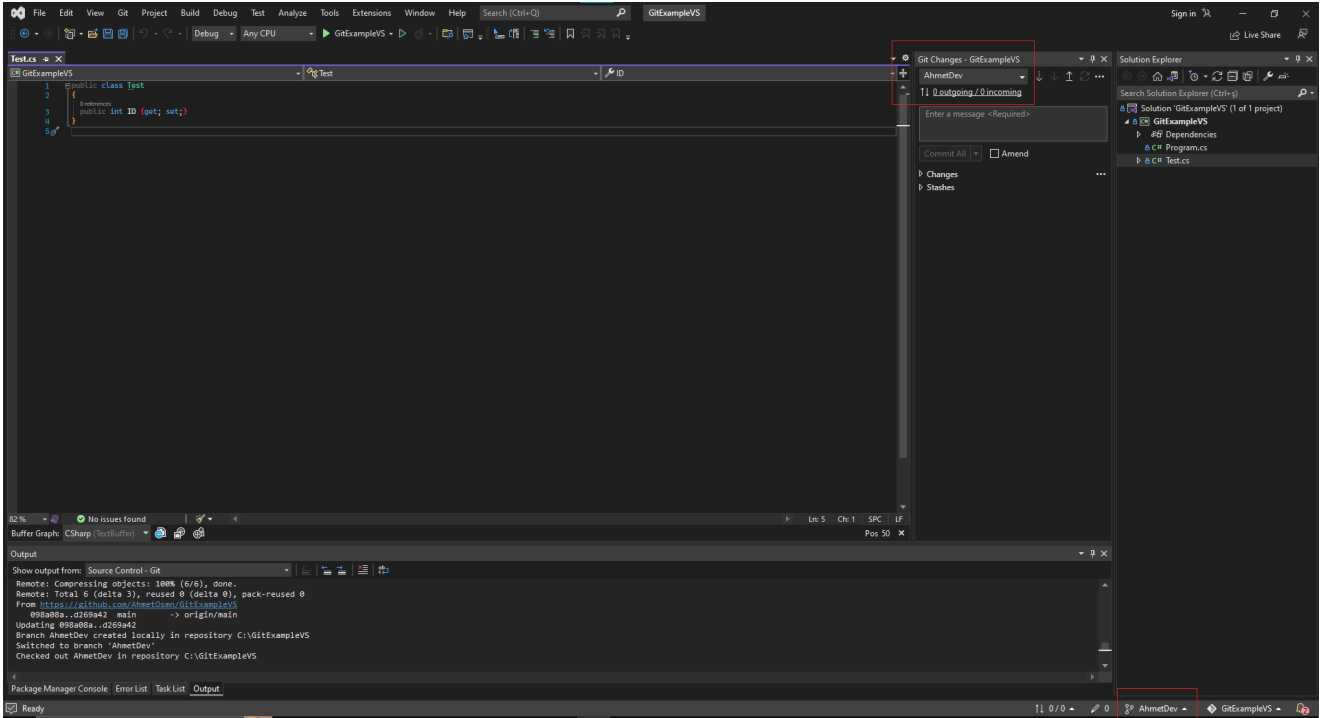 File Edit View Git Project Build Debug Test Analyze Tools Extensions Window Help Search (Ctrl+Q) GitExampleVS Sign in
Debug Any CPU GitExampleVS Live Share
Test.cs
GitExampleVS Test ID
1 public class Test
2 {
0 references
3 public int ID {get; set;}
4 }
5
82 % No issues found Ln: 5 Ch: 1 SPC LF
Buffer Graph: CSharp (TextBuffer) Pos 50
Git Changes - GitExampleVS
AhmetDev
0 outgoing / 0 incoming
Enter a message <Required>
Commit All Amend
Changes
Stashes
Solution Explorer
Search Solution Explorer (Ctrl+ş)
Solution 'GitExampleVS' (1 of 1 project)
GitExampleVS
Dependencies
C# Program.cs
C# Test.cs
Output
Show output from: Source Control - Git
Remote: Compressing objects: 100% (6/6), done.
Remote: Total 6 (delta 3), reused 0 (delta 0), pack-reused 0
From https://github.com/AhmetOsmn/GitExampleVS
098a08a..d269a42 main -> origin/main
Updating 098a08a..d269a42
Branch AhmetDev created locally in repository C:\GitExampleVS
Switched to branch 'AhmetDev'
Checked out AhmetDev in repository C:\GitExampleVS
Package Manager Console Error List Task List Output
Ready 0 / 0 0 AhmetDev GitExampleVS 2